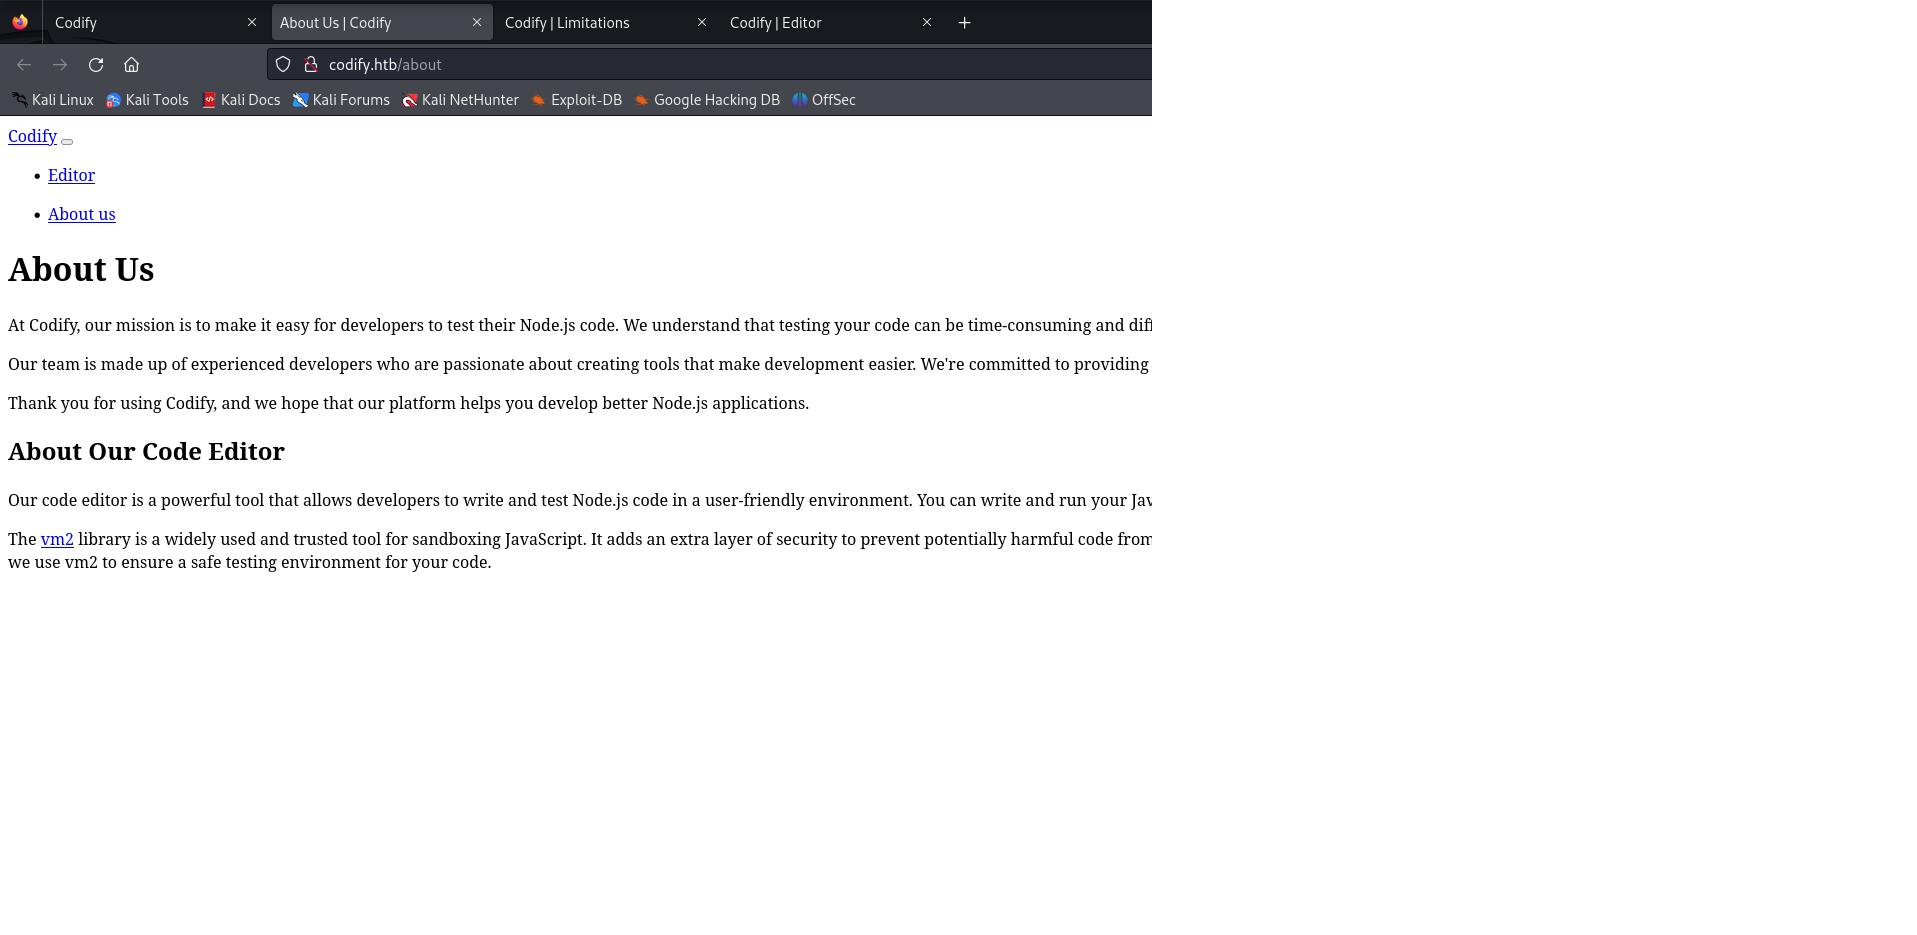 Codify
About Us | Codify
Codify | Limitations
Codify | Editor
codify.htb/about
Kali Linux
Kali Tools
Kali Docs
Kali Forums
Kali NetHunter
Exploit-DB
Google Hacking DB
OffSec
Codify
Editor
About us
About Us
At Codify, our mission is to make it easy for developers to test their Node.js code. We understand that testing your code can be time-consuming and
Our team is made up of experienced developers who are passionate about creating tools that make development easier. We're committed to providing
Thank you for using Codify, and we hope that our platform helps you develop better Node.js applications.
About Our Code Editor
Our code editor is a powerful tool that allows developers to write and test Node.js code in a user-friendly environment. You can write and run your
The vm2 library is a widely used and trusted tool for sandboxing JavaScript. It adds an extra layer of security to prevent potentially harmful code from
we use vm2 to ensure a safe testing environment for your code.